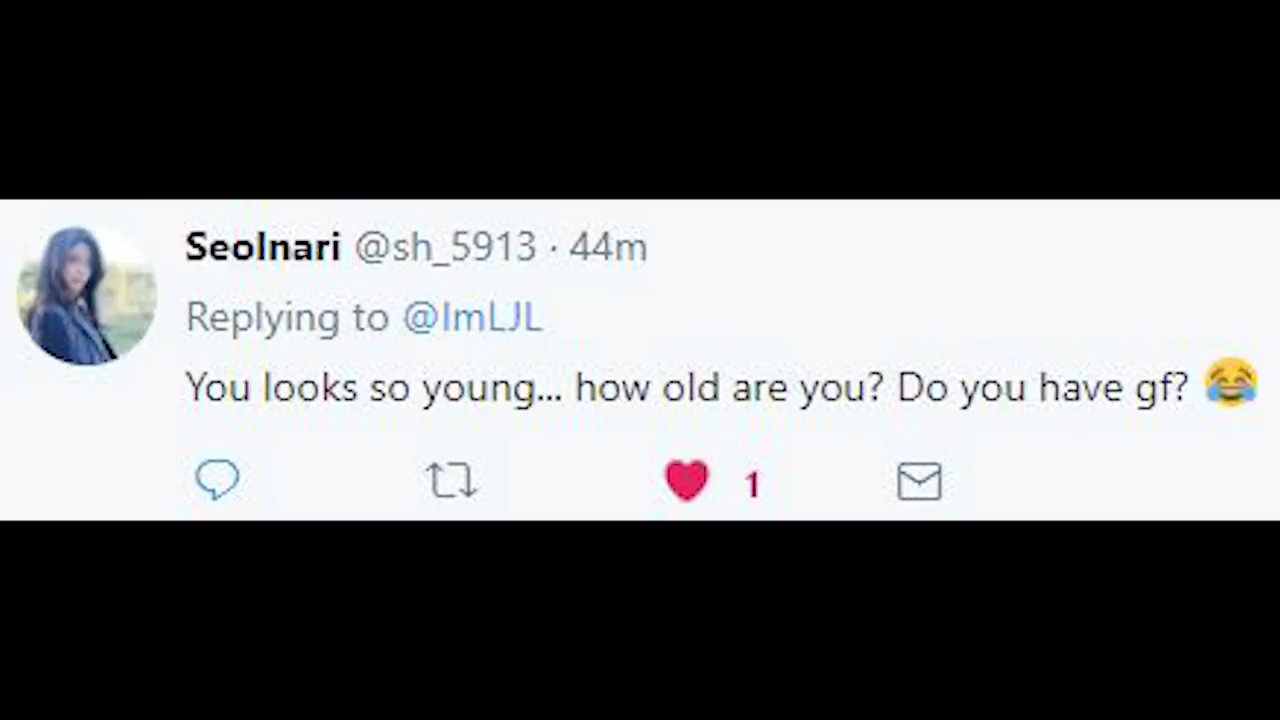 Seolnari @sh_5913 · 44m
Replying to @ImLJL
You looks so young... how old are you? Do you have gf? 😂
1